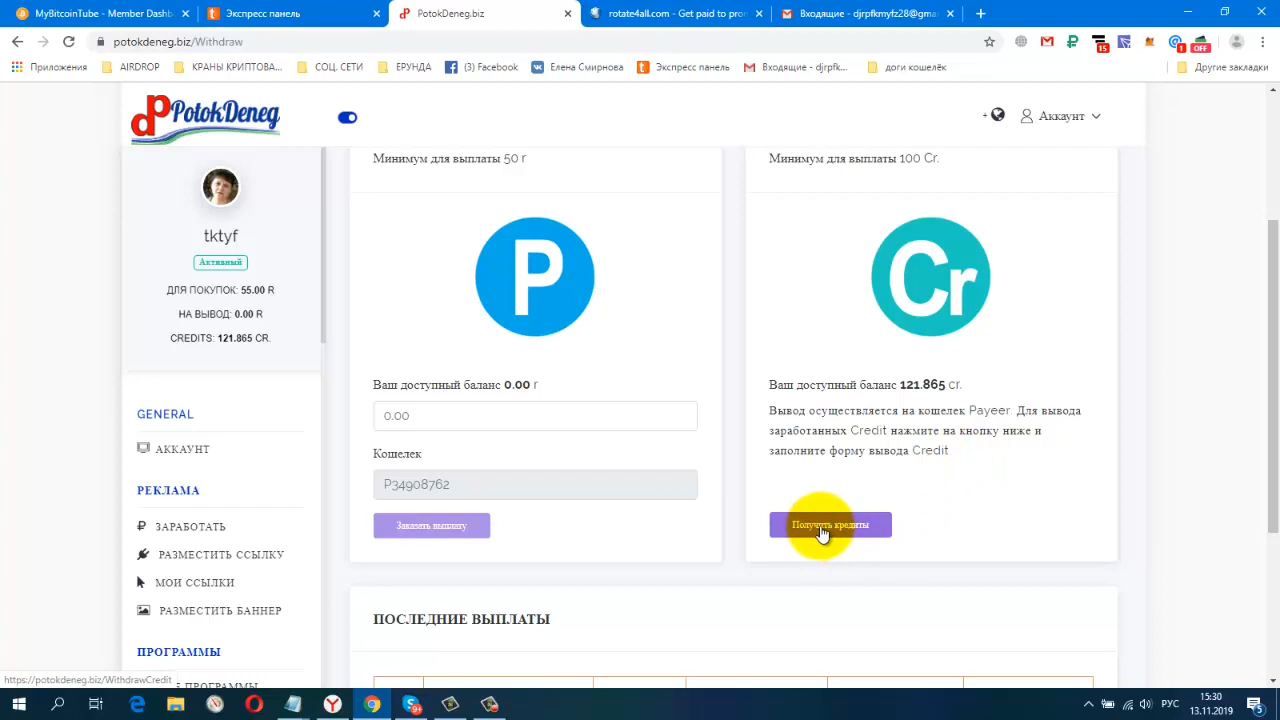 MyBitcoinTube - Member Dashb
Экспресс панель
PotokDeneg.biz
rotate4all.com - Get paid to pro
Входящие - djrpfkmyfz28@gma
potokdeneg.biz/Withdraw
15
1
OFF
Приложения
AIRDROP
КРАНЫ КРИПТОВА...
СОЦ. СЕТИ
ЕРУНДА
(3) Facebook
Елена Смирнова
Экспресс панель
Входящие - djrpfk...
доги кошелёк
Другие закладки
PotokDeneg
Аккаунт
tktyf
Активный
ДЛЯ ПОКУПОК: 55.00 R
НА ВЫВОД: 0.00 R
CREDITS: 121.865 CR.
GENERAL
АККАУНТ
РЕКЛАМА
ЗАРАБОТАТЬ
РАЗМЕСТИТЬ ССЫЛКУ
МОИ ССЫЛКИ
РАЗМЕСТИТЬ БАННЕР
ПРОГРАММЫ
Минимум для выплаты 50 r
P
Ваш доступный баланс 0.00 r
0.00
Кошелек
P34908762
Заказать выплату
Минимум для выплаты 100 Cr.
Cr
Ваш доступный баланс 121.865 cr.
Вывод осуществляется на кошелек Payeer. Для вывода
заработанных Credit нажмите на кнопку ниже и
заполните форму вывода Credit
Получить кредиты
ПОСЛЕДНИЕ ВЫПЛАТЫ
https://potokdeneg.biz/WithdrawCredit
РУС
15:30
13.11.2019